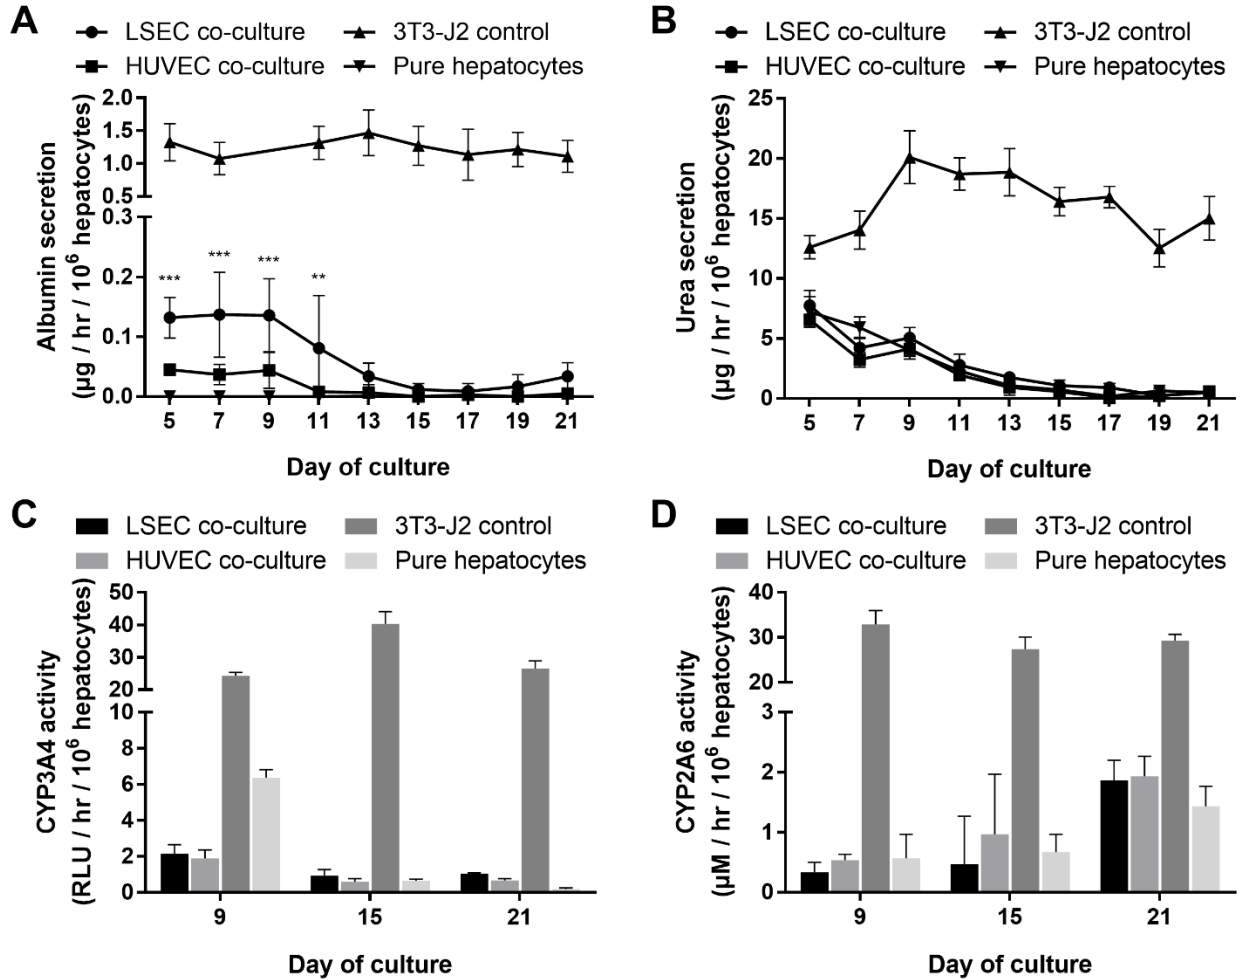 A
LSEC co-culture
3T3-J2 control
HUVEC co-culture
Pure hepatocytes
Albumin secretion
(µg / hr / 10⁶ hepatocytes)
2.0
1.5
1.0
0.5
0.3
0.2
0.1
0.0
***
***
***
**
5 7 9 11 13 15 17 19 21
Day of culture
B
LSEC co-culture
3T3-J2 control
HUVEC co-culture
Pure hepatocytes
Urea secretion
(µg / hr / 10⁶ hepatocytes)
25
20
15
10
5
0
5 7 9 11 13 15 17 19 21
Day of culture
C
LSEC co-culture
3T3-J2 control
HUVEC co-culture
Pure hepatocytes
CYP3A4 activity
(RLU / hr / 10⁶ hepatocytes)
50
40
30
20
10
8
6
4
2
0
9 15 21
Day of culture
D
LSEC co-culture
3T3-J2 control
HUVEC co-culture
Pure hepatocytes
CYP2A6 activity
(µM / hr / 10⁶ hepatocytes)
40
30
20
3
2
1
0
9 15 21
Day of culture